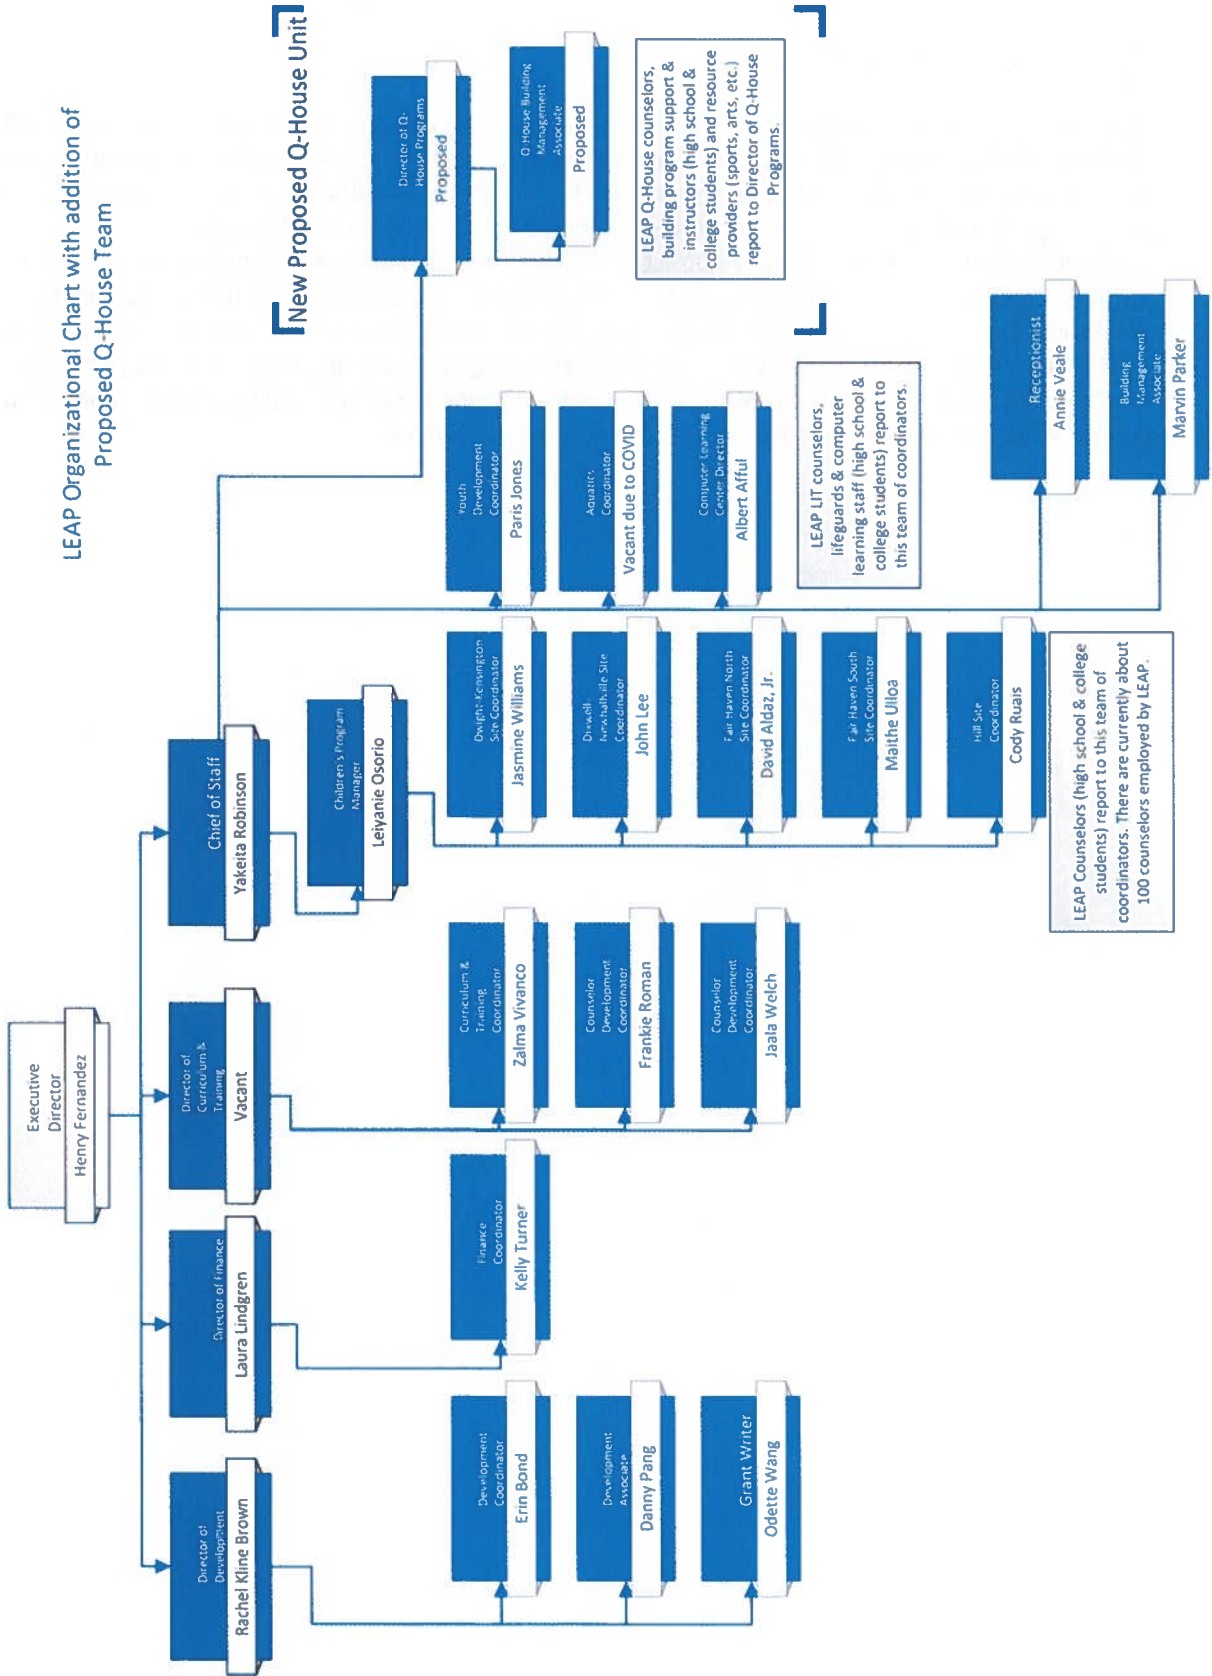 LEAP Organizational Chart with addition of
Proposed Q-House Team
Executive
Director
Henry Fernandez
Director of
Development
Rachel Kline Brown
Director of Finance
Laura Lindgren
Director of
Curriculum &
Training
Vacant
Chief of Staff
Yakeita Robinson
Children's Program
Manager
Leiyanie Osorio
Development
Coordinator
Erin Bond
Development
Associate
Danny Pang
Grant Writer
Odette Wang
Finance
Coordinator
Kelly Turner
Curriculum &
Training
Coordinator
Zalma Vivanco
Counselor
Development
Coordinator
Frankie Roman
Counselor
Development
Coordinator
Jaala Welch
Dwight-Kensington
Site Coordinator
Jasmine Williams
Newhallville Site
Coordinator
John Lee
Fair Haven North
Site Coordinator
David Aldaz, Jr.
Fair Haven South
Site Coordinator
Maithe Ulloa
Hill Site
Coordinator
Cody Ruais
LEAP Counselors (high school & college
students) report to this team of
coordinators. There are currently about
100 counselors employed by LEAP.
Youth
Development
Coordinator
Paris Jones
Aquatics
Coordinator
Vacant due to COVID
Computer Learning
Center Director
Albert Afful
LEAP LIT counselors,
lifeguards & computer
learning staff (high school &
college students) report to
this team of coordinators.
Receptionist
Annie Veale
Building
Management
Associate
Marvin Parker
New Proposed Q-House Unit
Director of Q-
House Programs
Proposed
Q-House Building
Management
Associate
Proposed
LEAP Q-House counselors,
building program support &
instructors (high school &
college students) and resource
providers (sports, arts, etc.)
report to Director of Q-House
Programs.